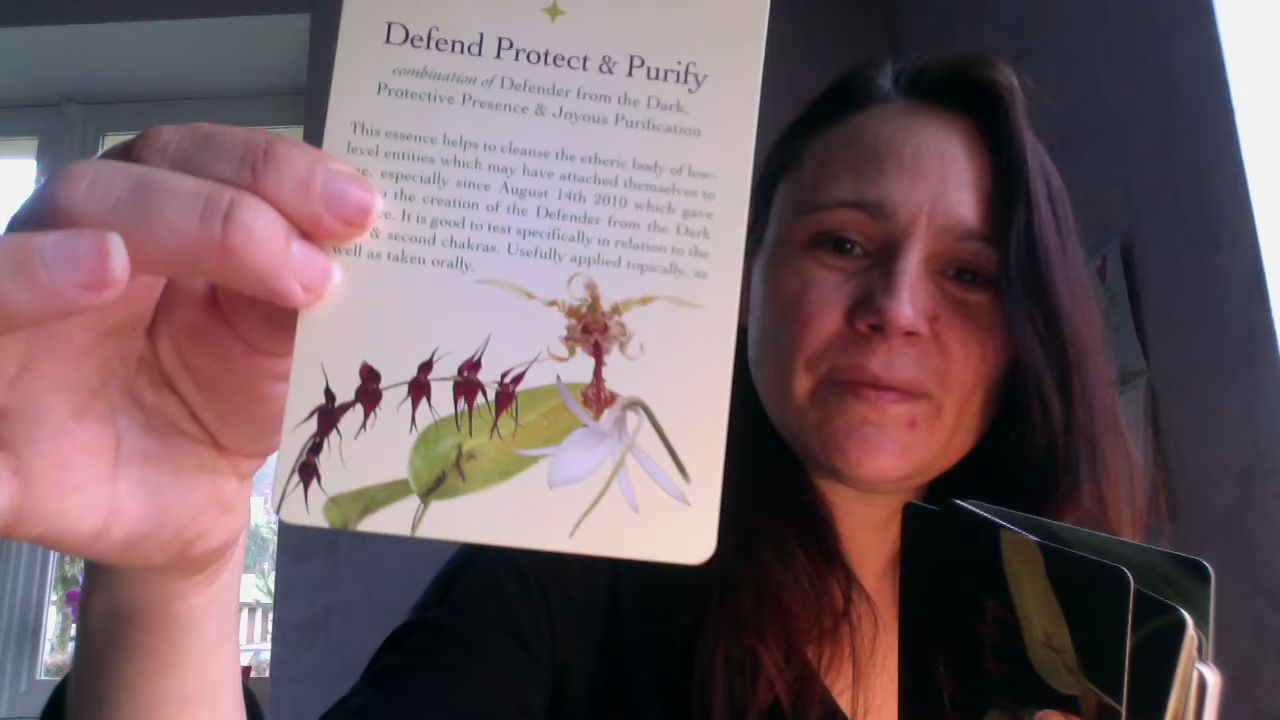 Defend Protect & Purify
combination of Defender from the Dark,
Protective Presence & Joyous Purification
This essence helps to cleanse the etheric body of low-
level entities which may have attached themselves to
especially since August 14th 2010 which gave
the creation of the Defender from the Dark
It is good to test specifically in relation to the
& second chakras. Usefully applied topically, as
well as taken orally.